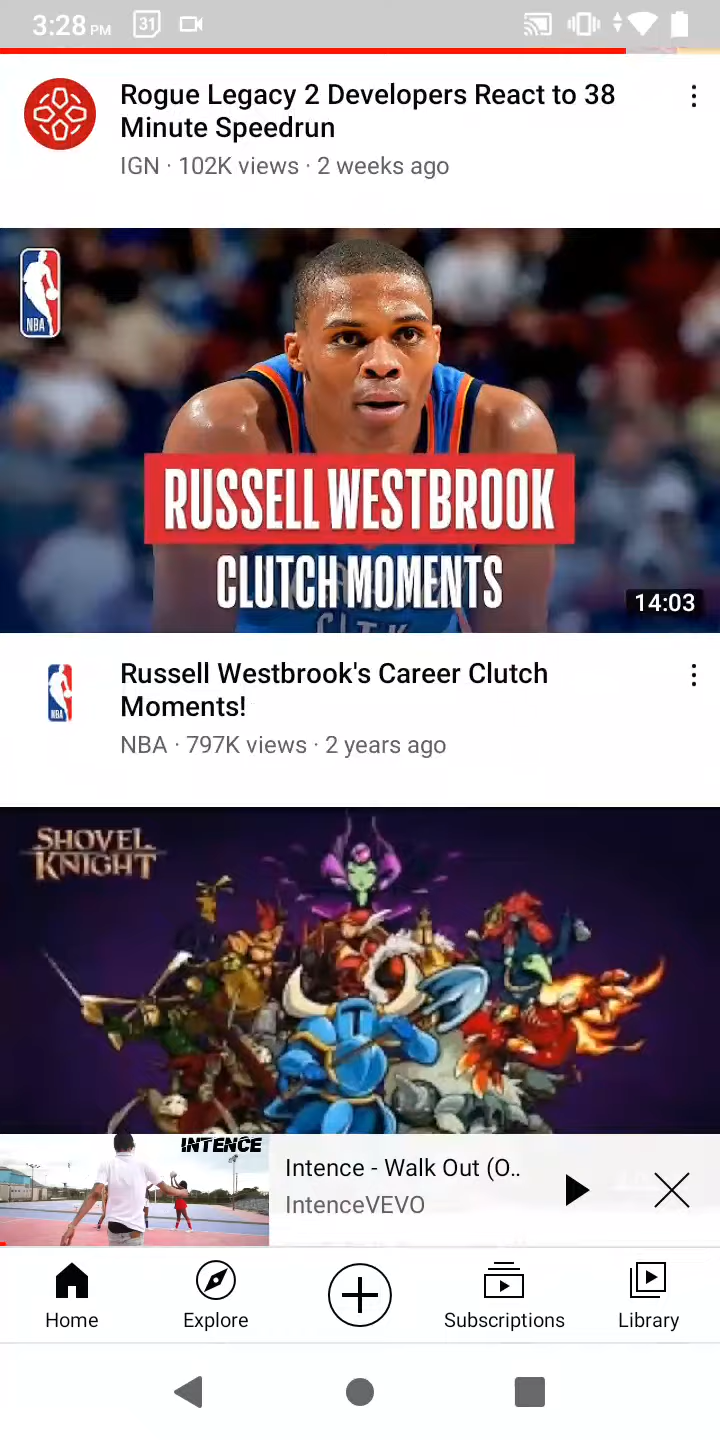 3:28 PM
31
Rogue Legacy 2 Developers React to 38
Minute Speedrun
IGN · 102K views · 2 weeks ago
NBA
RUSSELL WESTBROOK
CLUTCH MOMENTS
14:03
NBA
Russell Westbrook's Career Clutch
Moments!
NBA · 797K views · 2 years ago
SHOVEL
KNIGHT
INTENCE
Intence - Walk Out (O..
IntenceVEVO
Home
Explore
Subscriptions
Library